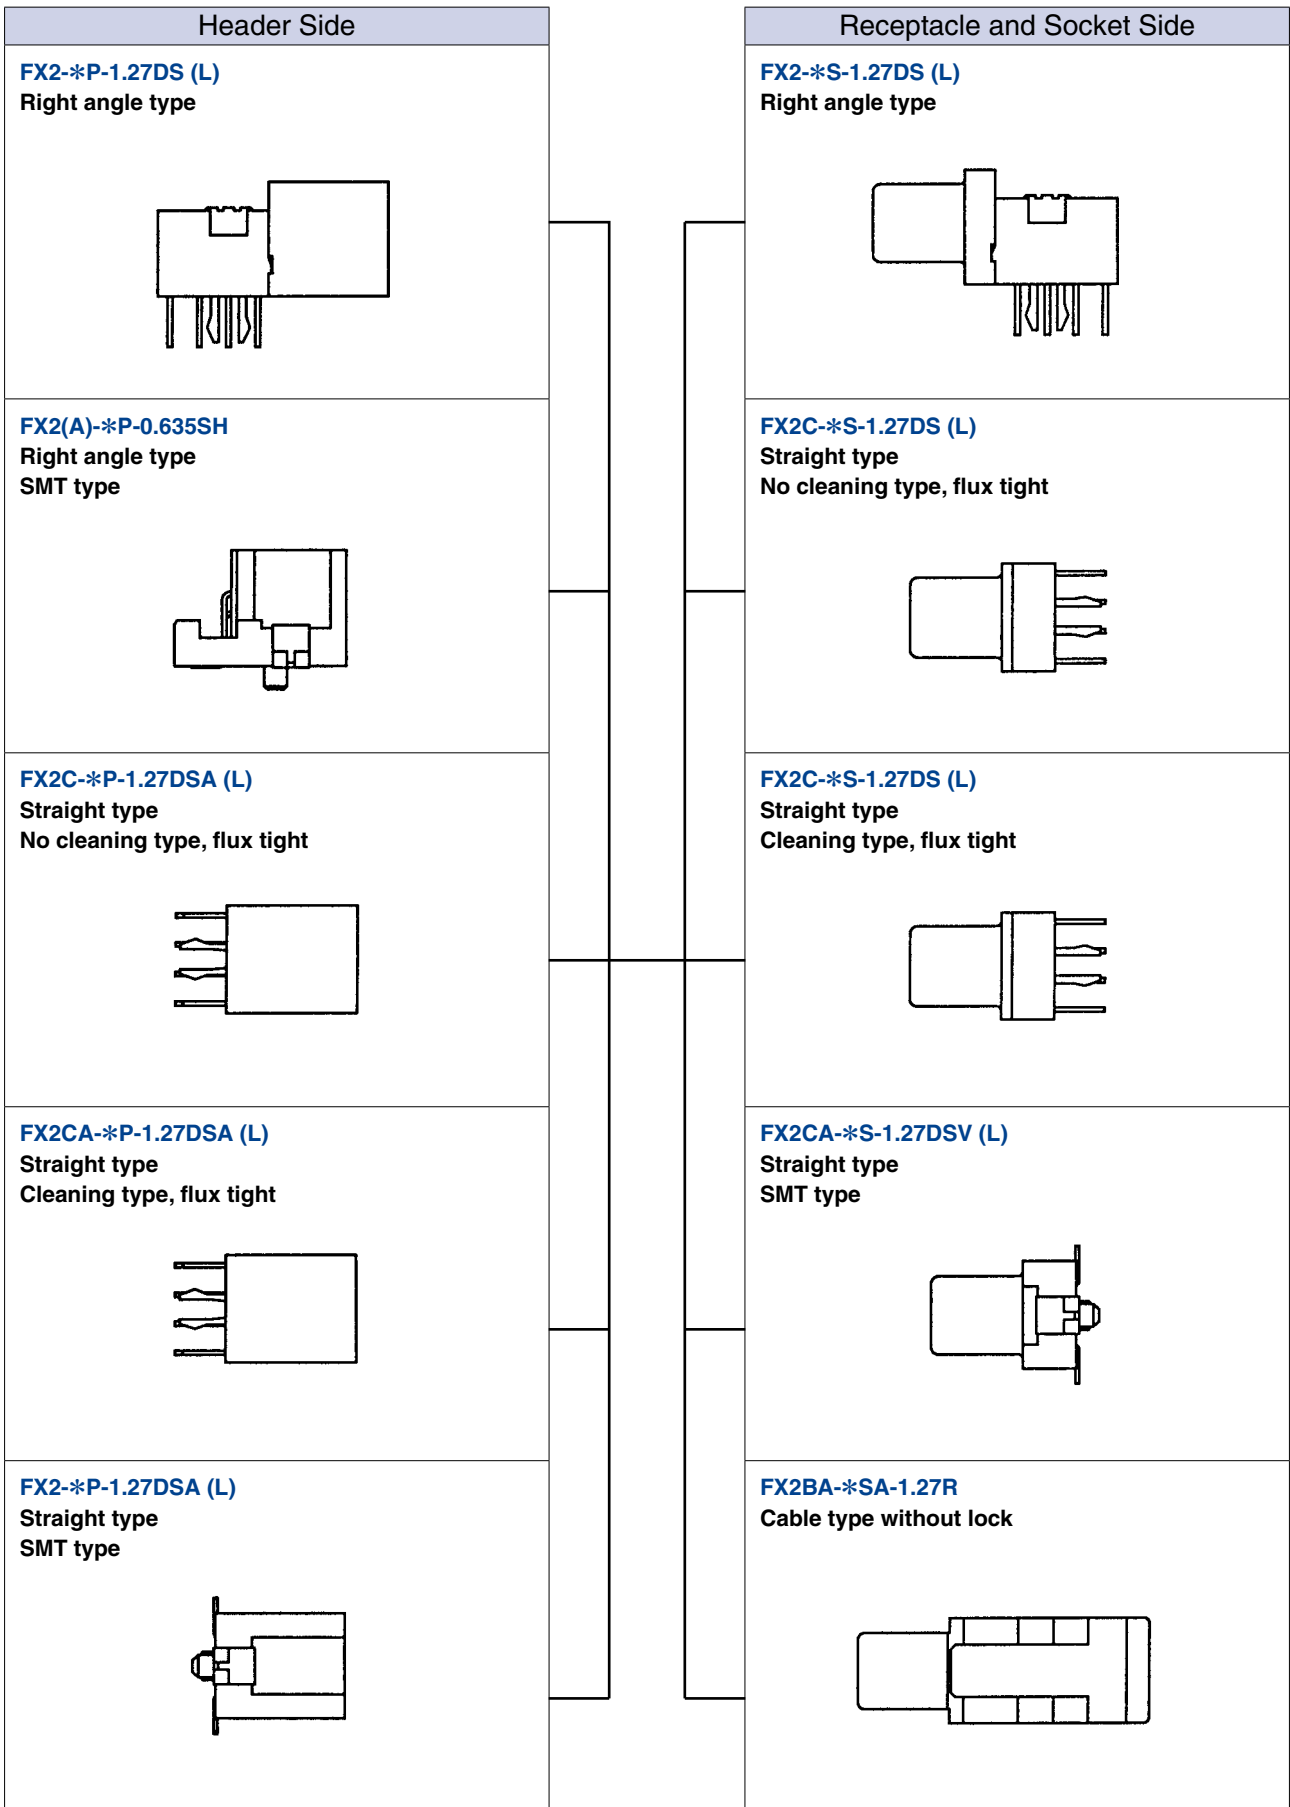 Header Side
FX2-✻P-1.27DS (L)
Right angle type
FX2(A)-✻P-0.635SH
Right angle type
SMT type
FX2C-✻P-1.27DSA (L)
Straight type
No cleaning type, flux tight
FX2CA-✻P-1.27DSA (L)
Straight type
Cleaning type, flux tight
FX2-✻P-1.27DSA (L)
Straight type
SMT type
Receptacle and Socket Side
FX2-✻S-1.27DS (L)
Right angle type
FX2C-✻S-1.27DS (L)
Straight type
No cleaning type, flux tight
FX2C-✻S-1.27DS (L)
Straight type
Cleaning type, flux tight
FX2CA-✻S-1.27DSV (L)
Straight type
SMT type
FX2BA-✻SA-1.27R
Cable type without lock